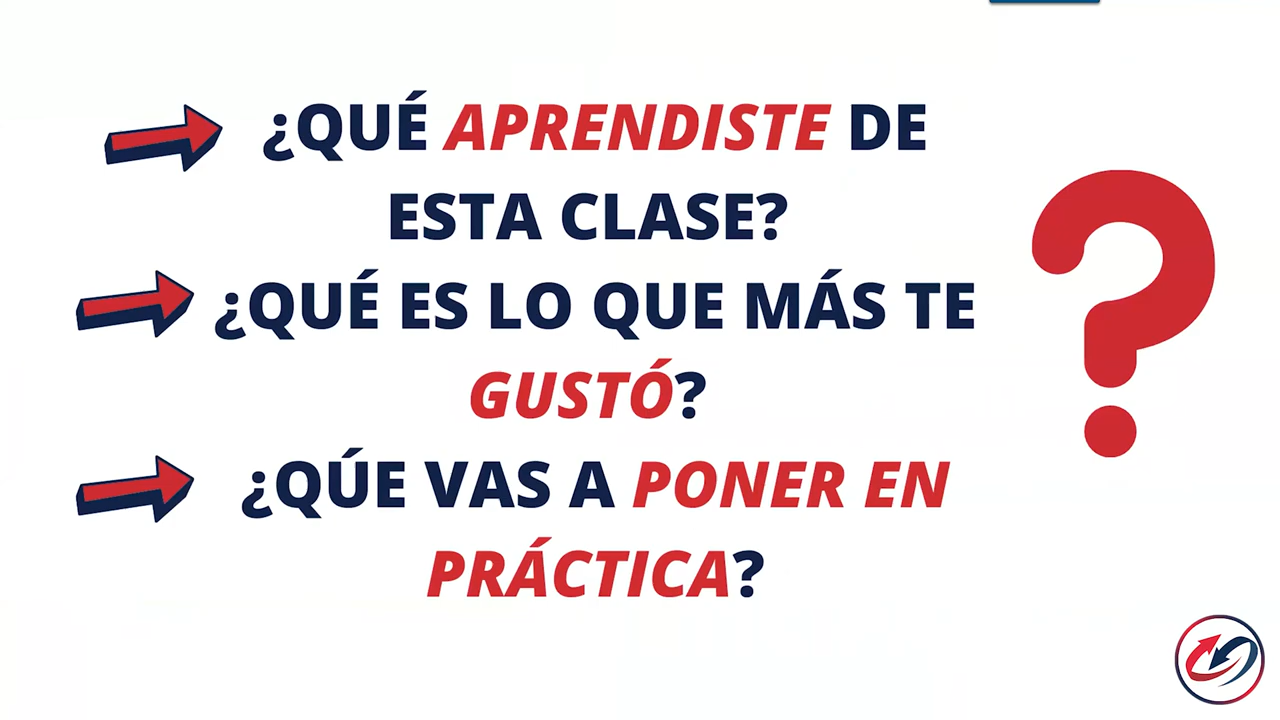 ¿QUÉ APRENDISTE DE
ESTA CLASE?
¿QUÉ ES LO QUE MÁS TE
GUSTÓ?
¿QÚE VAS A PONER EN
PRÁCTICA?